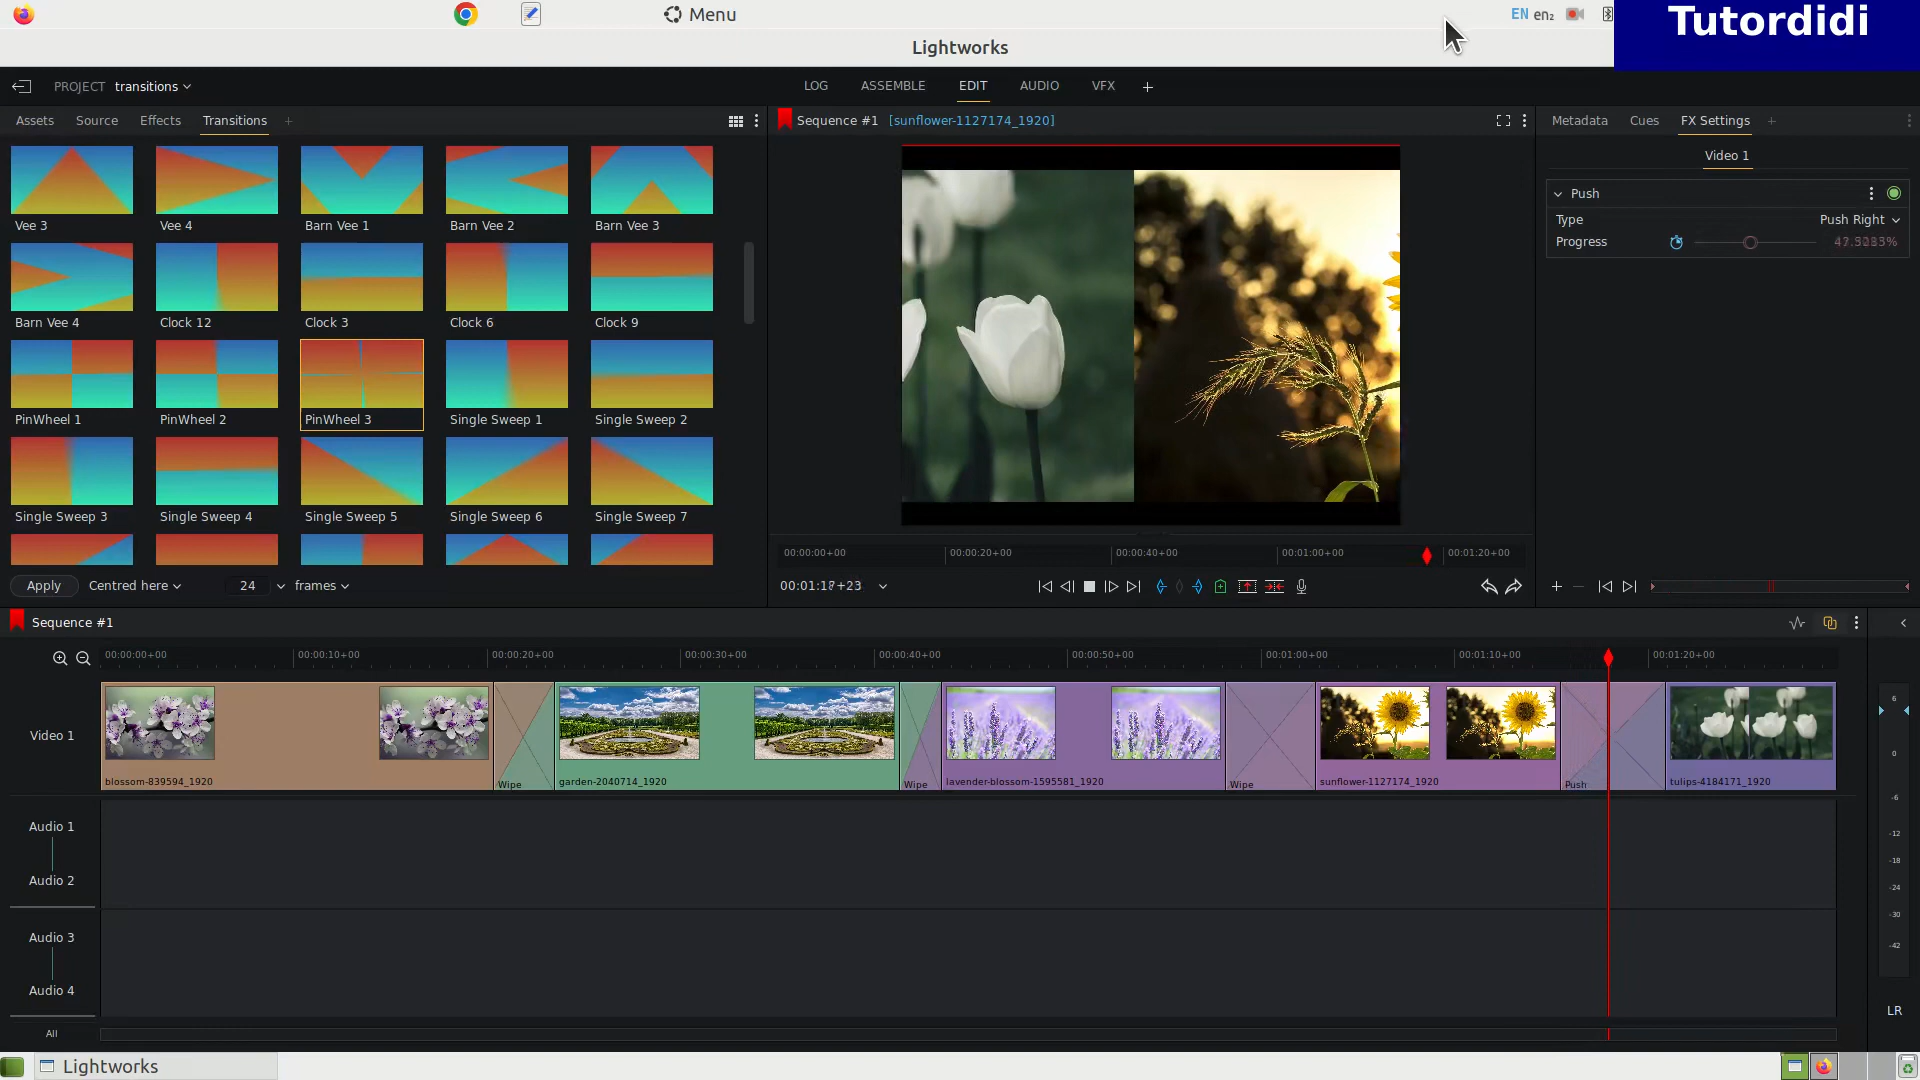 Menu
EN en₂
Tutordidi
Lightworks
PROJECT transitions
LOG ASSEMBLE EDIT AUDIO VFX +
Assets Source Effects Transitions +
Sequence #1 [sunflower-1127174_1920]
Metadata Cues FX Settings +
Video 1
Push
Type Push Right
Progress
Vee 3 Vee 4 Barn Vee 1 Barn Vee 2 Barn Vee 3
Barn Vee 4 Clock 12 Clock 3 Clock 6 Clock 9
PinWheel 1 PinWheel 2 PinWheel 3 Single Sweep 1 Single Sweep 2
Single Sweep 3 Single Sweep 4 Single Sweep 5 Single Sweep 6 Single Sweep 7
00:00:00+00 00:00:20+00 00:00:40+00 00:01:00+00 00:01:20+00
Apply Centred here 24 frames
Sequence #1
00:00:00+00 00:00:10+00 00:00:20+00 00:00:30+00 00:00:40+00 00:00:50+00 00:01:00+00 00:01:10+00 00:01:20+00
Video 1
blossom-839594_1920 Wipe garden-2040714_1920 Wipe lavender-blossom-1595581_1920 Wipe sunflower-1127174_1920 Push tulips-4184171_1920
Audio 1
Audio 2
Audio 3
Audio 4
All
6
0
-6
-12
-18
-24
-30
-42
LR
Lightworks